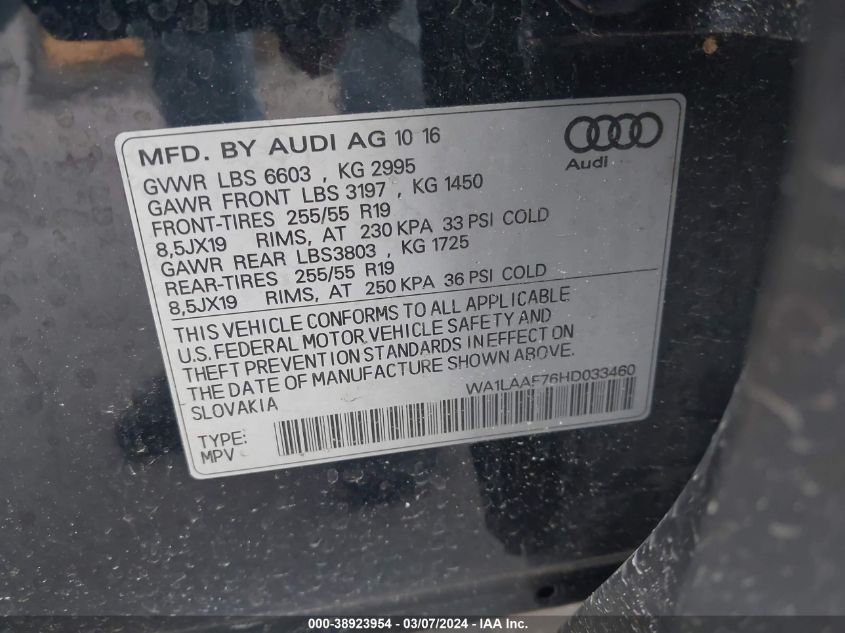 MFD. BY AUDI AG 10 16
Audi
GVWR LBS 6603 , KG 2995
GAWR FRONT LBS 3197 , KG 1450
FRONT-TIRES 255/55 R19
8,5JX19 RIMS, AT 230 KPA 33 PSI COLD
GAWR REAR LBS3803 , KG 1725
REAR-TIRES 255/55 R19
8,5JX19 RIMS, AT 250 KPA 36 PSI COLD
THIS VEHICLE CONFORMS TO ALL APPLICABLE
U.S. FEDERAL MOTOR VEHICLE SAFETY AND
THEFT PREVENTION STANDARDS IN EFFECT ON
THE DATE OF MANUFACTURE SHOWN ABOVE.
SLOVAKIA
WA1LAAF76HD033460
TYPE:
MPV
000-38923954 - 03/07/2024 - IAA Inc.